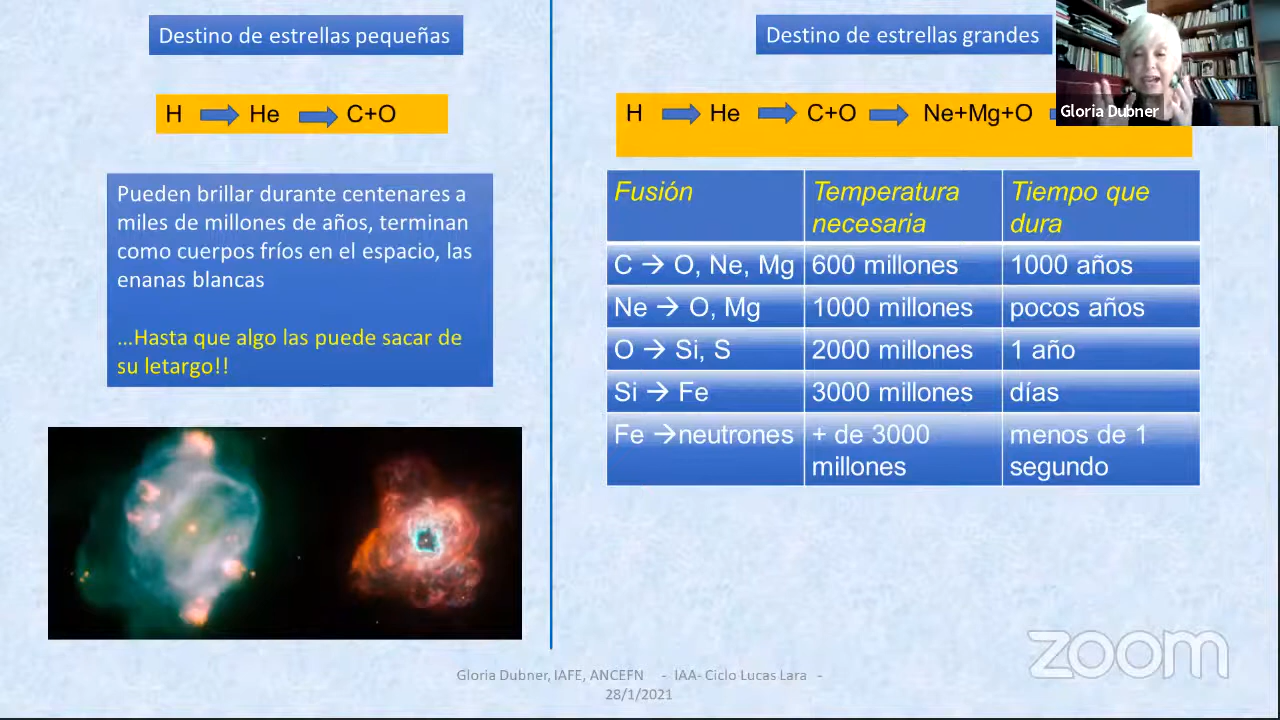 Destino de estrellas pequeñas
H → He → C+O
Pueden brillar durante centenares a
miles de millones de años, terminan
como cuerpos fríos en el espacio, las
enanas blancas
...Hasta que algo las puede sacar de
su letargo!!
Destino de estrellas grandes
H → He → C+O → Ne+Mg+O
Gloria Dubner
Fusión Temperatura necesaria Tiempo que dura
C → O, Ne, Mg 600 millones 1000 años
Ne → O, Mg 1000 millones pocos años
O → Si, S 2000 millones 1 año
Si → Fe 3000 millones días
Fe →neutrones + de 3000 millones menos de 1 segundo
zoom
Gloria Dubner, IAFE, ANCEFN - IAA- Ciclo Lucas Lara -
28/1/2021